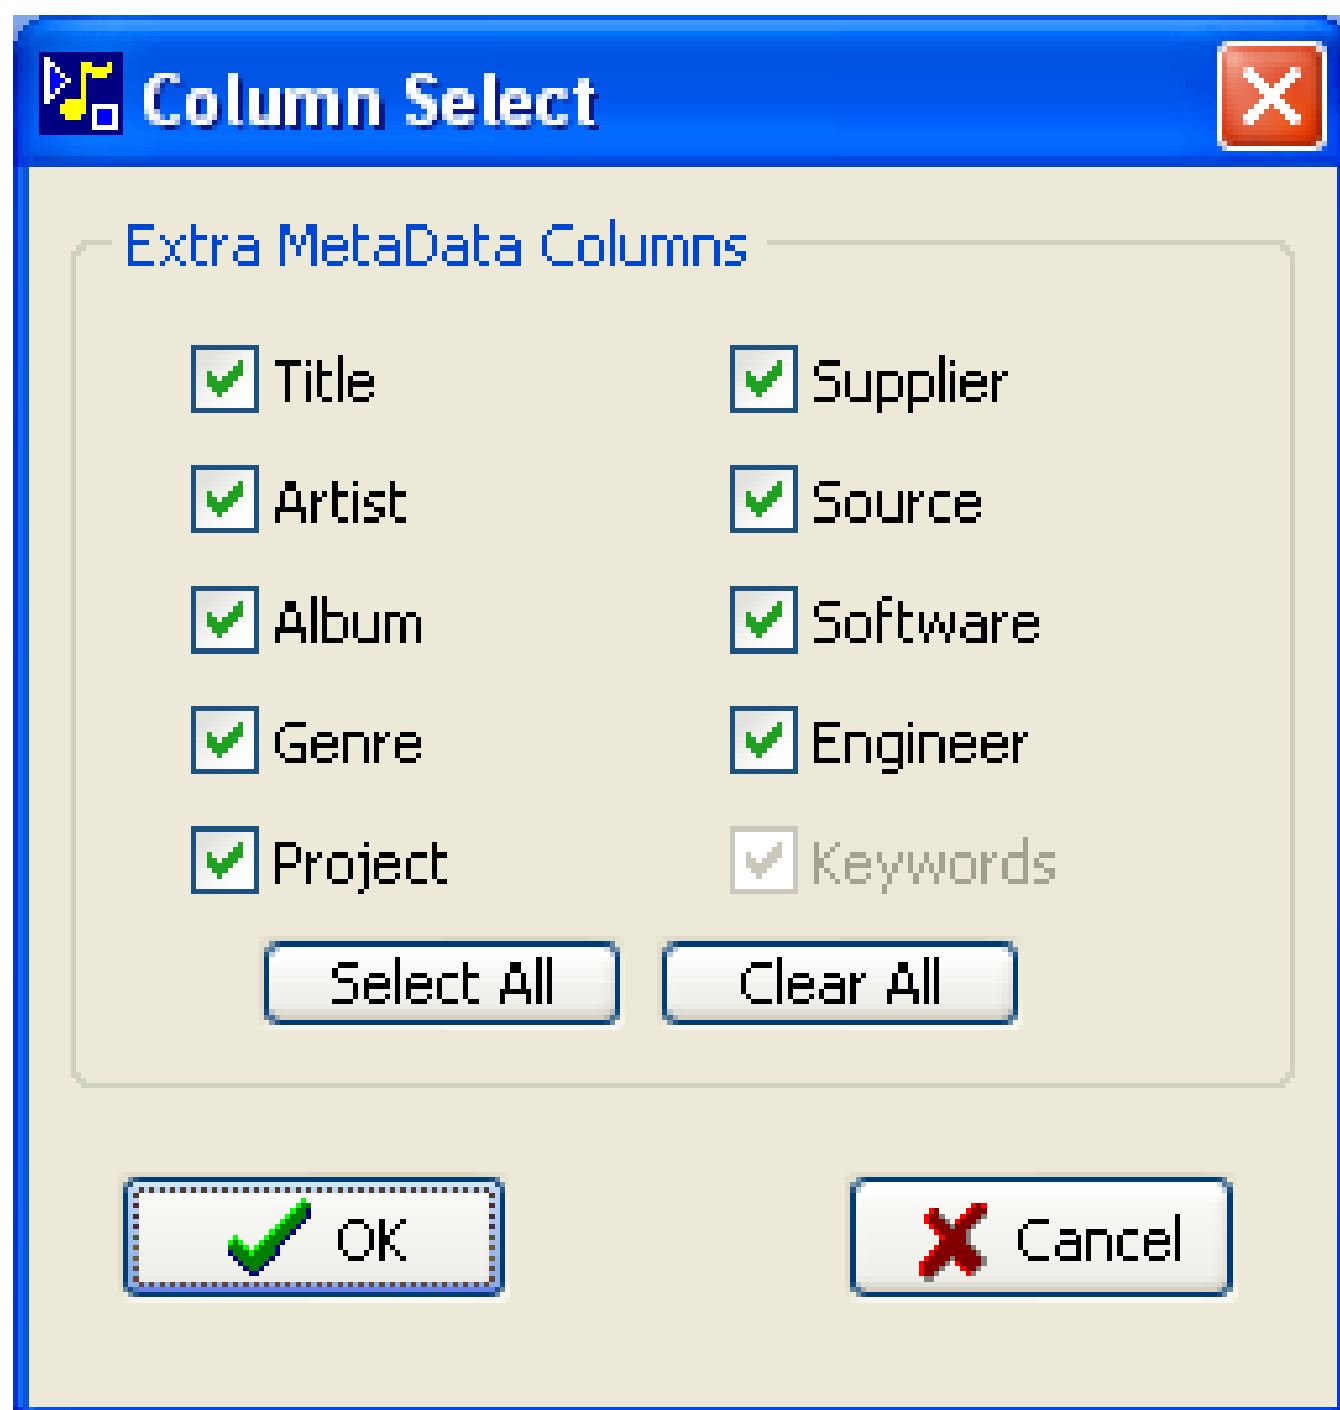 Column Select
Extra MetaData Columns
Title
Supplier
Artist
Source
Album
Software
Genre
Engineer
Project
Keywords
Select All
Clear All
OK
Cancel